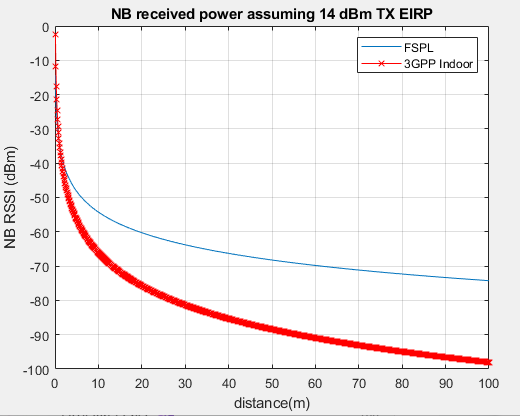 NB received power assuming 14 dBm TX EIRP
FSPL
3GPP Indoor
NB RSSI (dBm)
0
-10
-20
-30
-40
-50
-60
-70
-80
-90
-100
0 10 20 30 40 50 60 70 80 90 100
distance(m)